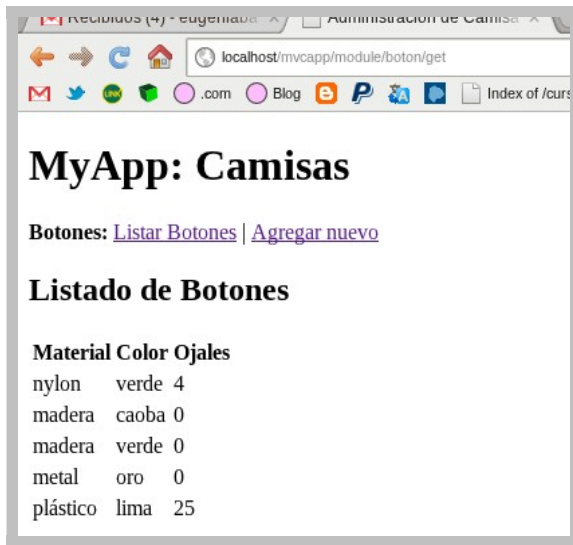 Recibidos (4) - eugeniaba
Administración de Camisa
localhost/mvcapp/module/boton/get
LINK .com Blog Index of /curs
MyApp: Camisas
Botones: Listar Botones | Agregar nuevo
Listado de Botones
Material Color Ojales
nylon verde 4
madera caoba 0
madera verde 0
metal oro 0
plástico lima 25